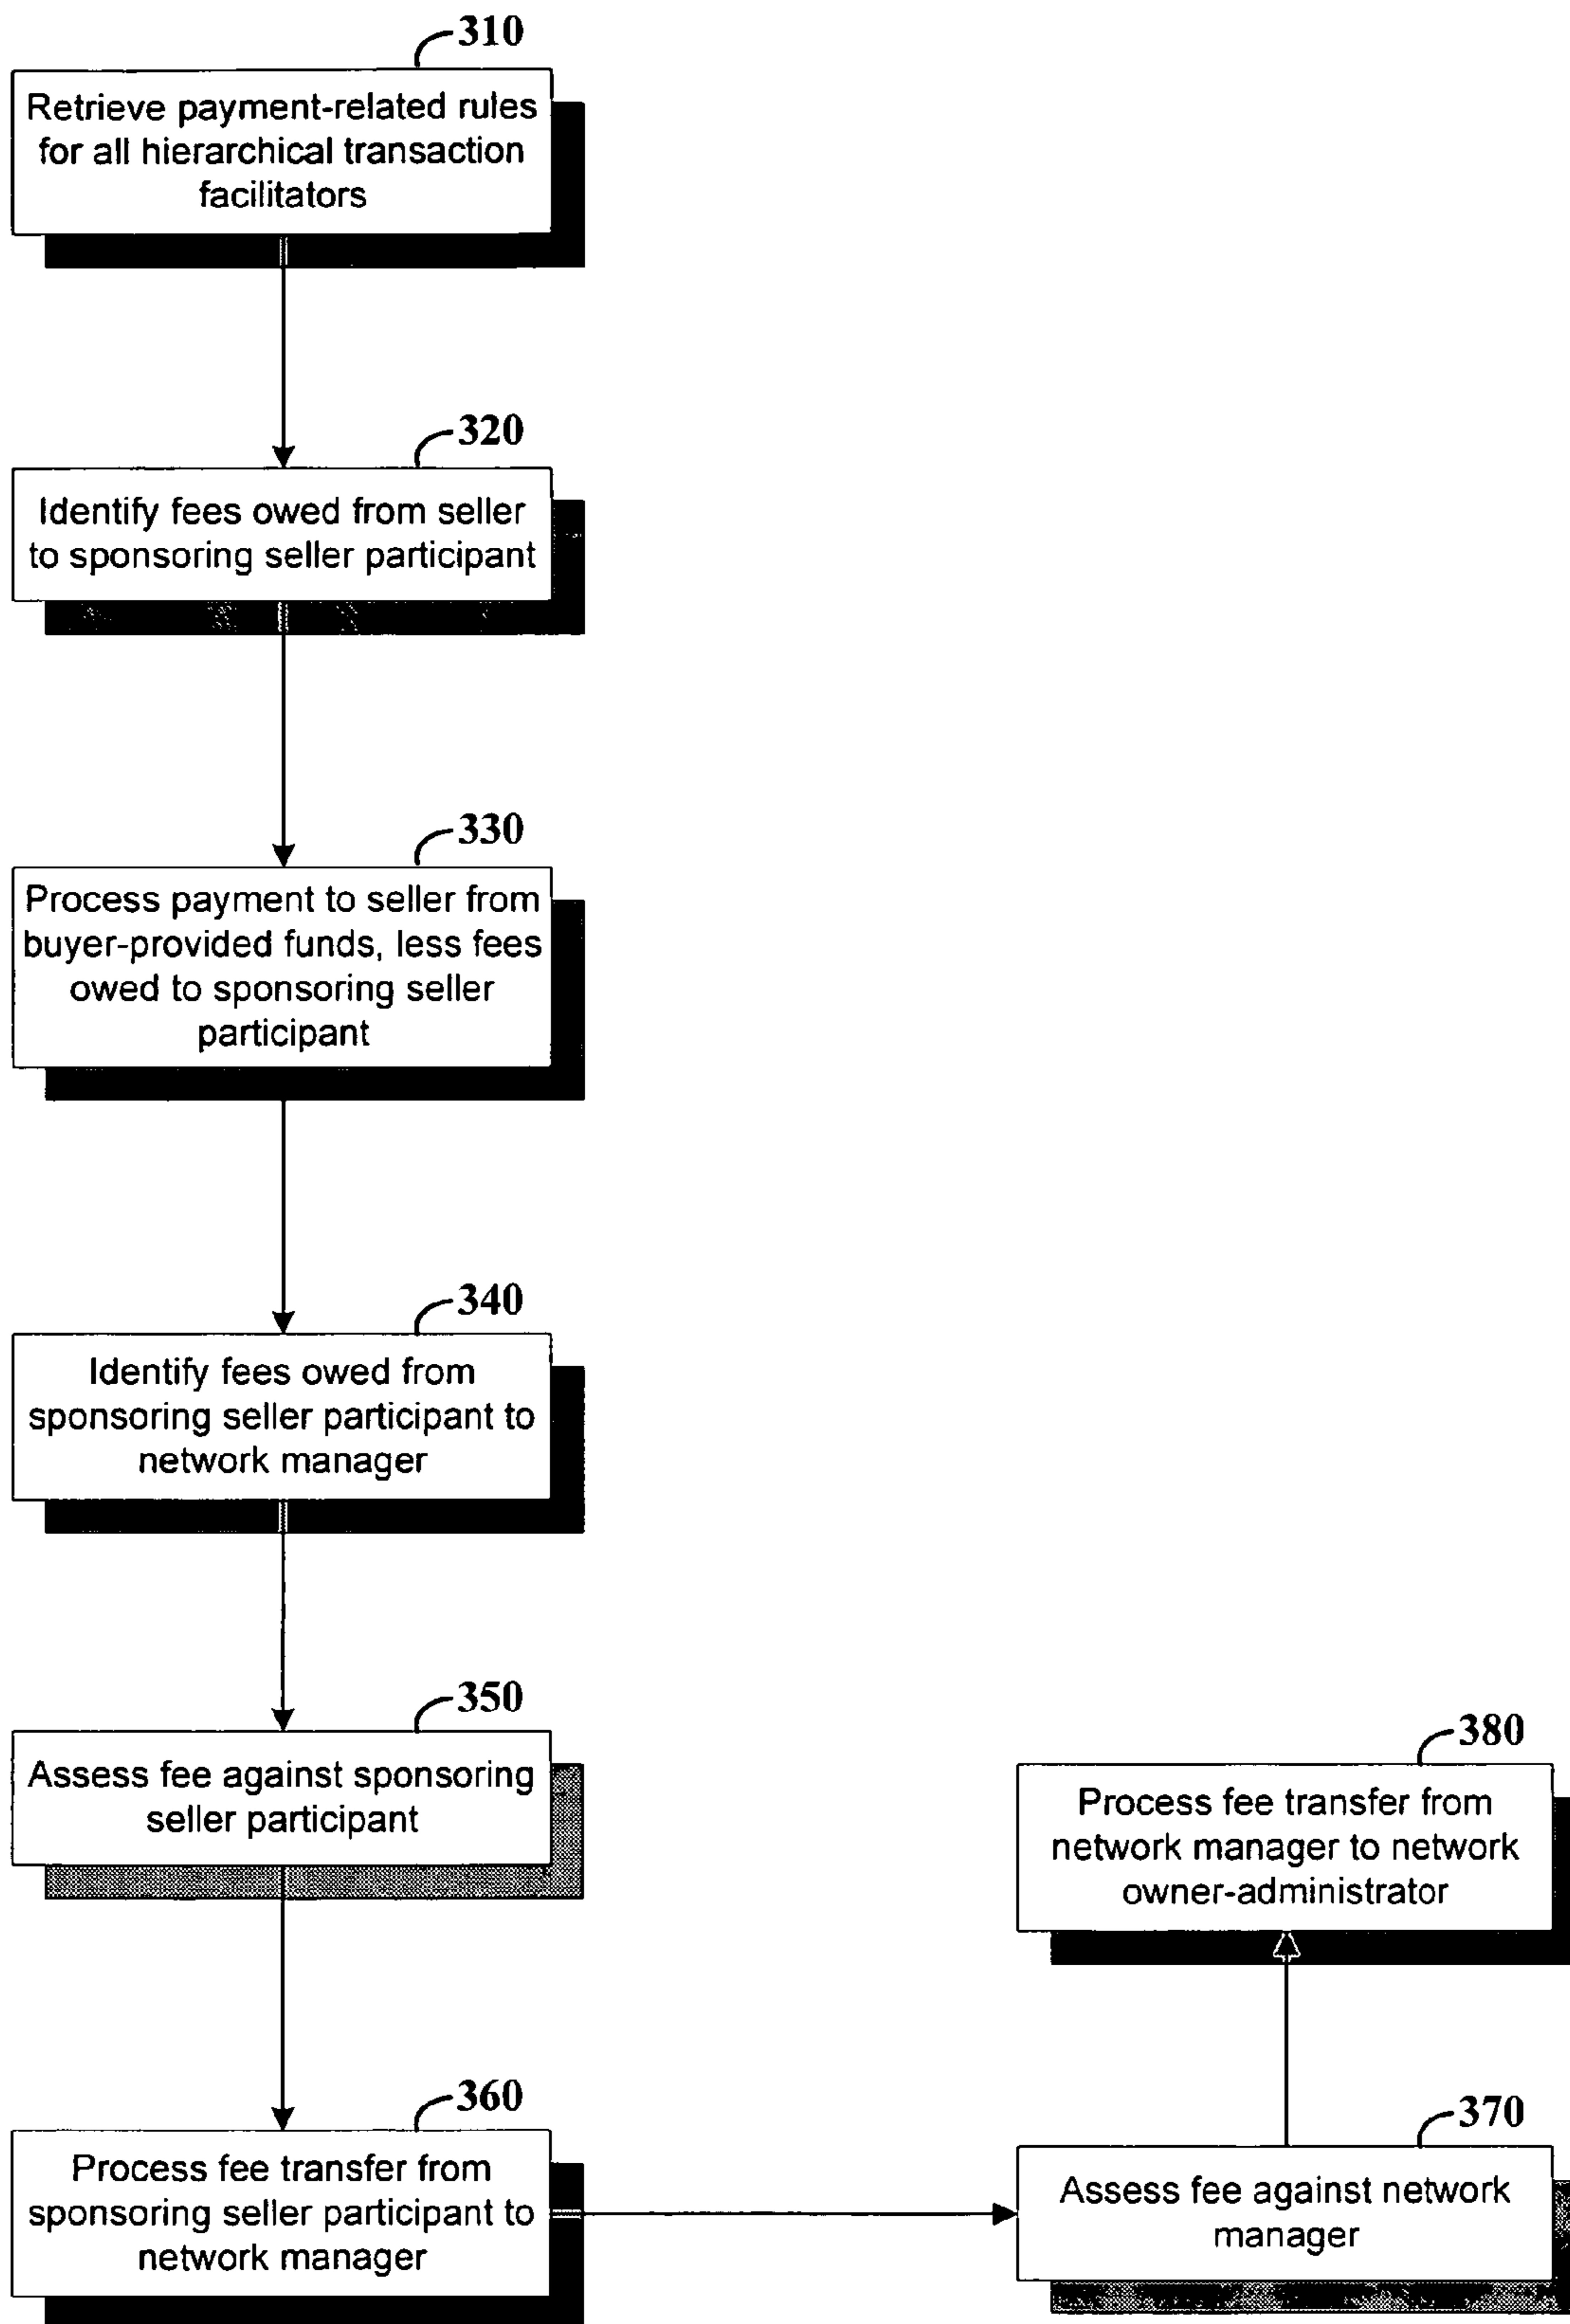 310
Retrieve payment-related rules
for all hierarchical transaction
facilitators
320
Identify fees owed from seller
to sponsoring seller participant
330
Process payment to seller from
buyer-provided funds, less fees
owed to sponsoring seller
participant
340
Identify fees owed from
sponsoring seller participant to
network manager
350
Assess fee against sponsoring
seller participant
360
Process fee transfer from
sponsoring seller participant to
network manager
370
Assess fee against network
manager
380
Process fee transfer from
network manager to network
owner-administrator